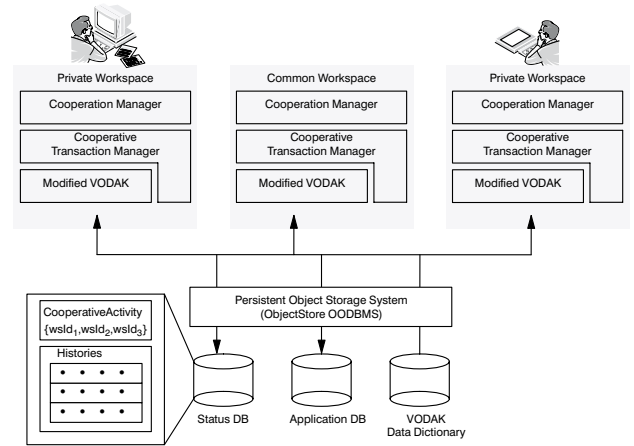 Private Workspace
Cooperation Manager
Cooperative
Transaction Manager
Modified VODAK
Common Workspace
Cooperation Manager
Cooperative
Transaction Manager
Modified VODAK
Private Workspace
Cooperation Manager
Cooperative
Transaction Manager
Modified VODAK
Persistent Object Storage System
(ObjectStore OODBMS)
CooperativeActivity
{wsId₁,wsId₂,wsId₃}
Histories
Status DB
Application DB
VODAK
Data Dictionary